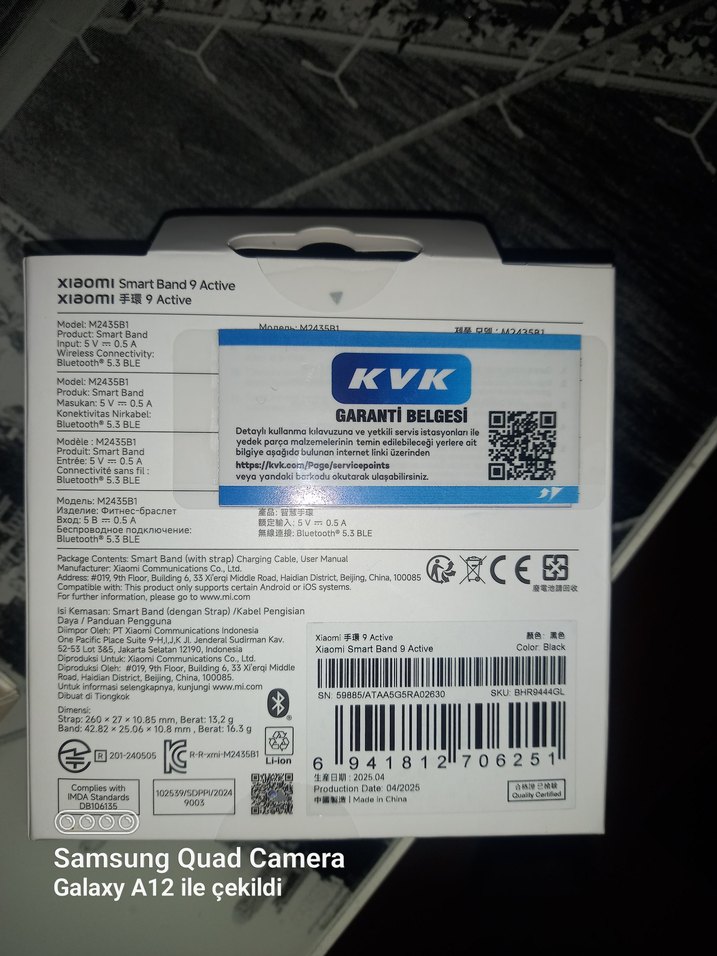 xiaomi Smart Band 9 Active
xiaomi 手環 9 Active
Model: M2435B1
Product: Smart Band
Input: 5 V ⎓ 0.5 A
Wireless Connectivity:
Bluetooth® 5.3 BLE
Model: M2435B1
Produk: Smart Band
Masukan: 5 V ⎓ 0.5 A
Konektivitas Nirkabel:
Bluetooth® 5.3 BLE
Modèle : M2435B1
Produit: Smart Band
Entrée: 5 V ⎓ 0.5 A
Connectivité sans fil :
Bluetooth® 5.3 BLE
Модель: M2435B1
Изделие: Фитнес-браслет
Вход: 5 В ⎓ 0.5 A
Беспроводное подключение:
Bluetooth® 5.3 BLE
Модель: M2435B1
제품 모델 : M2435B1
KVK
GARANTİ BELGESİ
Detaylı kullanma kılavuzuna ve yetkili servis istasyonları ile
yedek parça malzemelerinin temin edilebileceği yerlere ait
bilgiye aşağıda bulunan internet linki üzerinden
https://kvk.com/Page/servicepoints
veya yandaki barkodu okutarak ulaşabilirsiniz.
產品: 智慧手環
額定輸入: 5 V ⎓ 0.5 A
無線連接: Bluetooth® 5.3 BLE
Package Contents: Smart Band (with strap) Charging Cable, User Manual
Manufacturer: Xiaomi Communications Co., Ltd.
Address: #019, 9th Floor, Building 6, 33 Xi'erqi Middle Road, Haidian District, Beijing, China, 100085
Compatible with: This product only supports certain Android or iOS systems.
For further information, please go to www.mi.com
CE
廢電池請回收
Isi Kemasan: Smart Band (dengan Strap) /Kabel Pengisian
Daya / Panduan Pengguna
Diimpor Oleh: PT Xiaomi Communications Indonesia
One Pacific Place Suite 9-H,I,J,K Jl. Jenderal Sudirman Kav.
52-53 Lot 3&5, Jakarta Selatan 12190, Indonesia
Diproduksi Untuk: Xiaomi Communications Co., Ltd.
Diproduksi Oleh: #019, 9th Floor, Building 6, 33 Xi'erqi Middle
Road, Haidian District, Beijing, China, 100085.
Untuk informasi selengkapnya, kunjungi www.mi.com
Dibuat di Tiongkok
Dimensi:
Strap: 260 × 27 × 10.85 mm, Berat: 13,2 g
Band: 42.82 × 25.06 × 10.8 mm, Berat: 16.3 g
R 201-240505
R-R-xmi-M2435B1
Li-ion
Complies with
IMDA Standards
DB106135
102539/SDPPI/2024
9003
Xiaomi 手環 9 Active
Xiaomi Smart Band 9 Active
顏色: 黑色
Color: Black
SN: 59885/ATAA5G5RA02630
SKU: BHR9444GL
6 941812 706251
生産日期 : 2025.04
Production Date: 04/2025
中國製造 | Made in China
合格證 已檢驗
Quality Certified
Samsung Quad Camera
Galaxy A12 ile çekildi